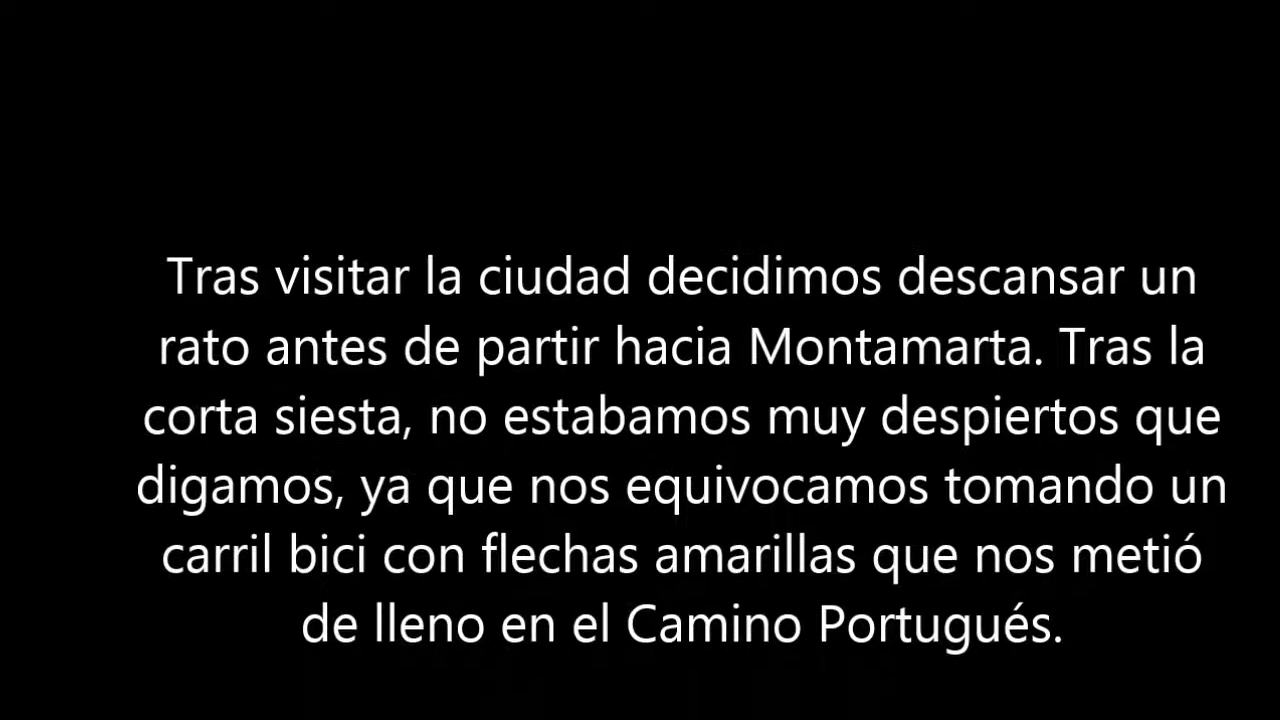 Tras visitar la ciudad decidimos descansar un
rato antes de partir hacia Montamarta. Tras la
corta siesta, no estabamos muy despiertos que
digamos, ya que nos equivocamos tomando un
carril bici con flechas amarillas que nos metió
de lleno en el Camino Portugués.